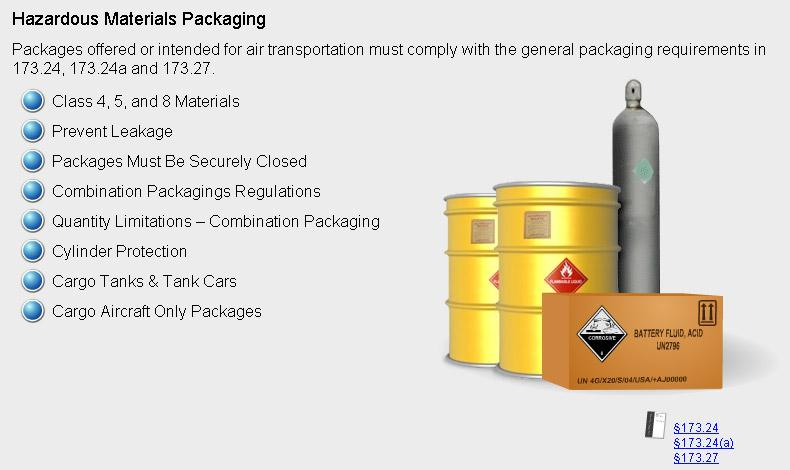 Hazardous Materials Packaging
Packages offered or intended for air transportation must comply with the general packaging requirements in
173.24, 173.24a and 173.27.
Class 4, 5, and 8 Materials
Prevent Leakage
Packages Must Be Securely Closed
Combination Packagings Regulations
Quantity Limitations – Combination Packaging
Cylinder Protection
Cargo Tanks & Tank Cars
Cargo Aircraft Only Packages
FLAMMABLE LIQUID
CORROSIVE
BATTERY FLUID, ACID
UN2796
UN 4G/X20/S/04/USA/+AJ00000
§173.24
§173.24(a)
§173.27